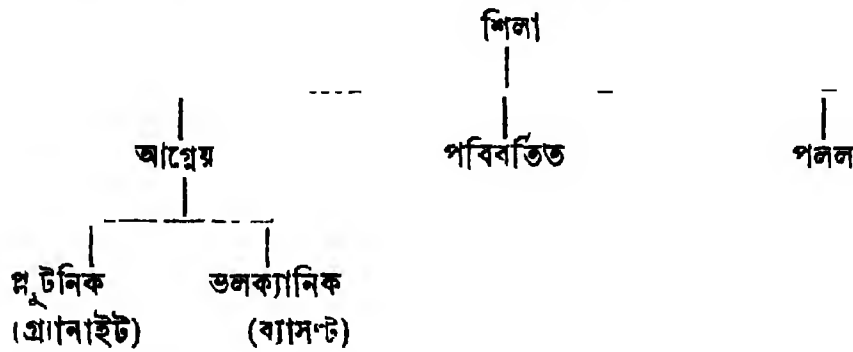 শিলা
আগ্নেয় পবিবর্তিত পলল
প্লুটনিক ভলক্যানিক
(গ্রানাইট) (ব্যাসল্ট)